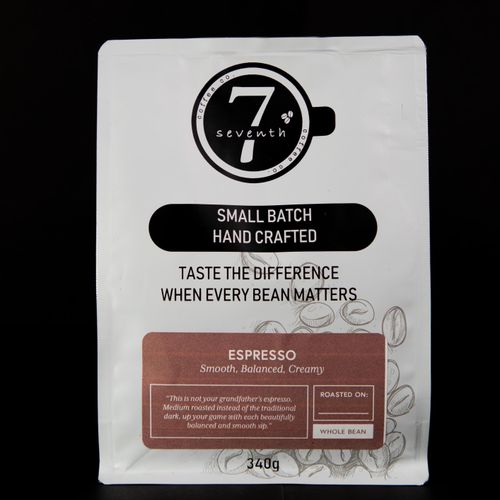 coffee co.
7
seventh
coffee co.
SMALL BATCH
HAND CRAFTED
TASTE THE DIFFERENCE
WHEN EVERY BEAN MATTERS
ESPRESSO
Smooth, Balanced, Creamy
"This is not your grandfather's espresso.
Medium roasted instead of the traditional
dark, up your game with each beautifully
balanced and smooth sip."
ROASTED ON:
WHOLE BEAN
340g